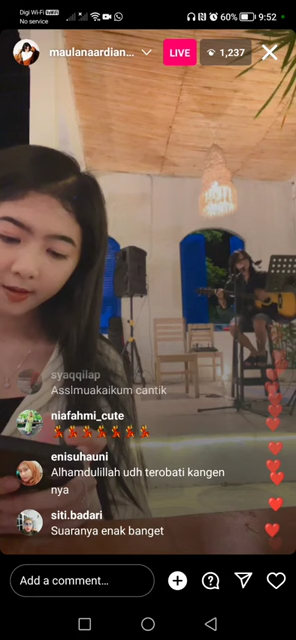 Digi Wi-Fi VoWiFi
No service
60% 9:52
maulanaardian... LIVE 1,237
syaqqilap
Asslmuakaikum cantik
niafahmi_cute
enisuhauni
Alhamdulillah udh terobati kangen
nya
siti.badari
Suaranya enak banget
Add a comment...